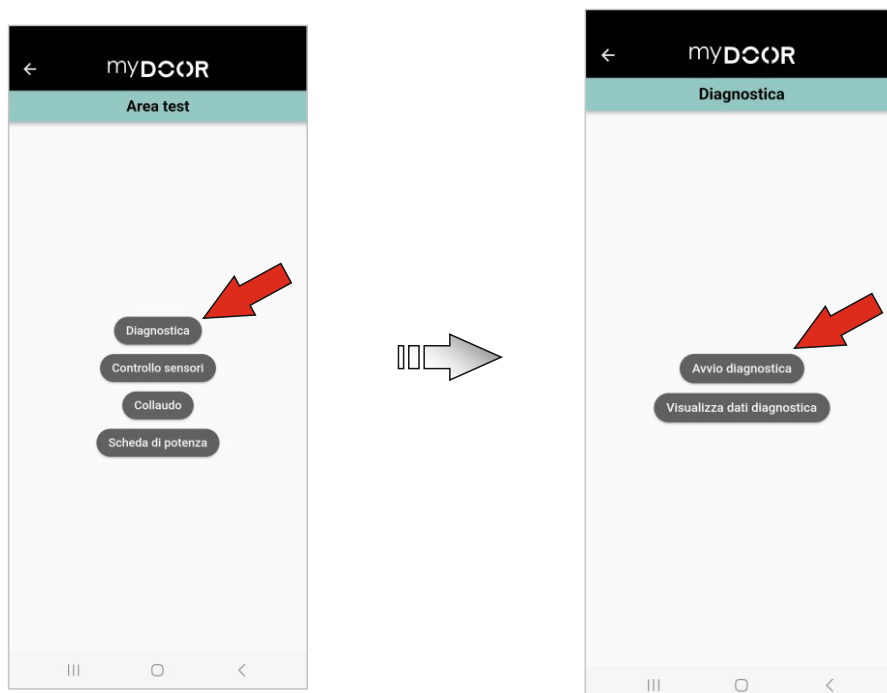 myDOOR
Area test
Diagnostica
Controllo sensori
Collaudo
Scheda di potenza
myDOOR
Diagnostica
Avvio diagnostica
Visualizza dati diagnostica